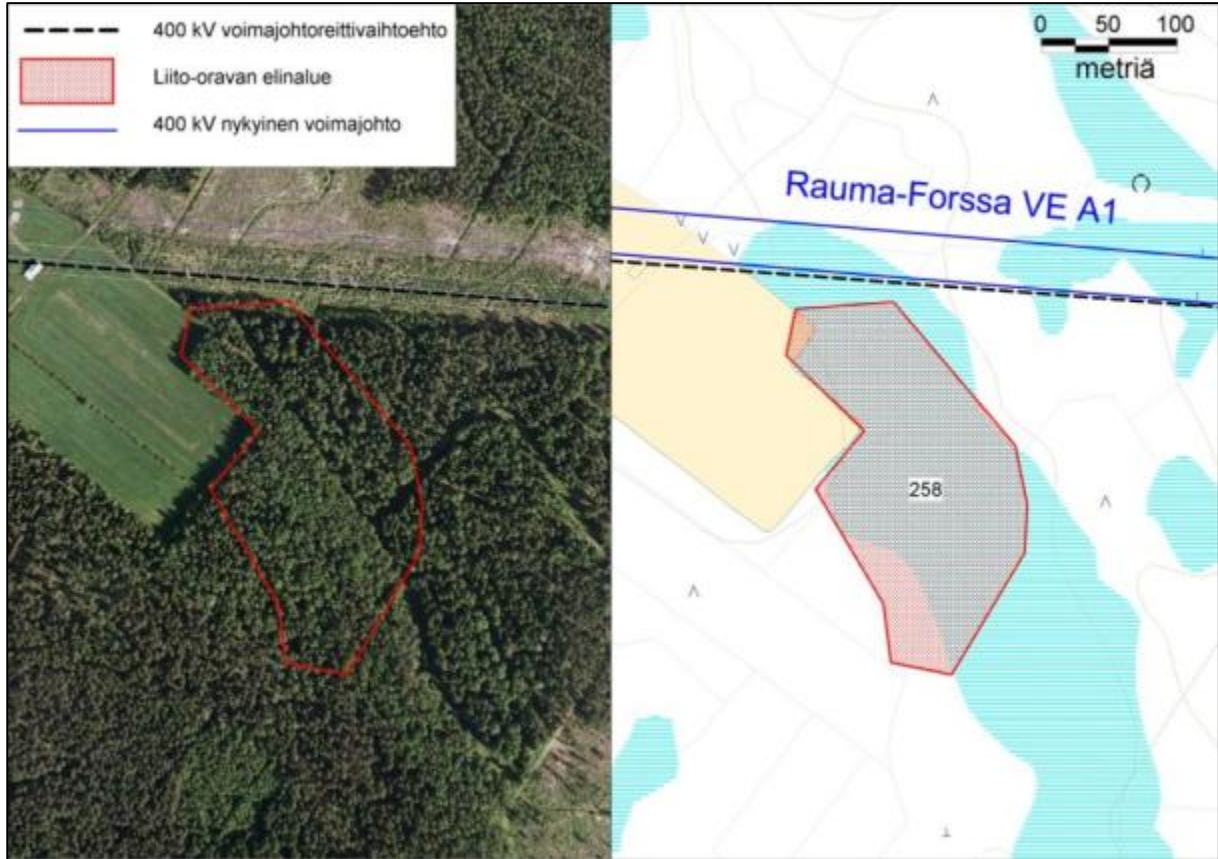 400 kV voimajohtoreittivaihtoehto
Liito-oravan elinalue
400 kV nykyinen voimajohto
0 50 100
metriä
Rauma-Forssa VE A1
258